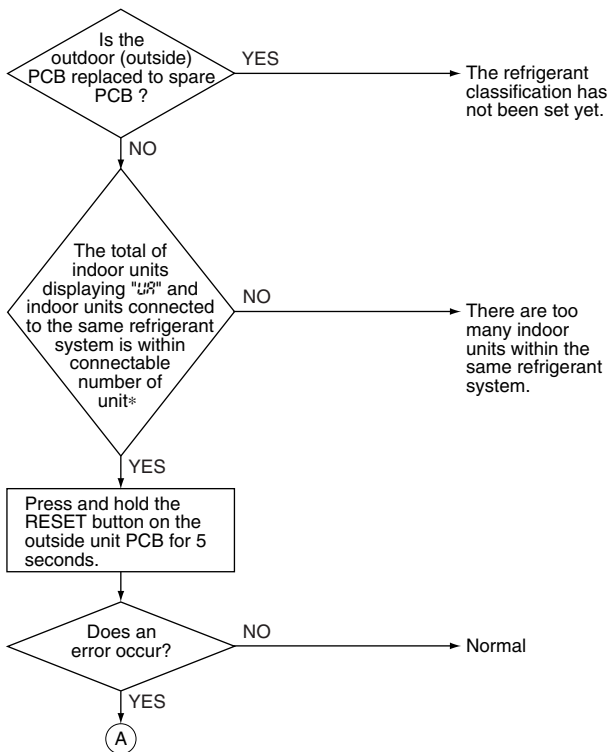 Is the
outdoor (outside)
PCB replaced to spare
PCB ?
YES
The refrigerant
classification has
not been set yet.
NO
The total of
indoor units
displaying "UA" and
indoor units connected
to the same refrigerant
system is within
connectable
number of
unit*
NO
There are too
many indoor
units within the
same refrigerant
system.
YES
Press and hold the
RESET button on the
outside unit PCB for 5
seconds.
Does an
error occur?
NO
Normal
YES
A